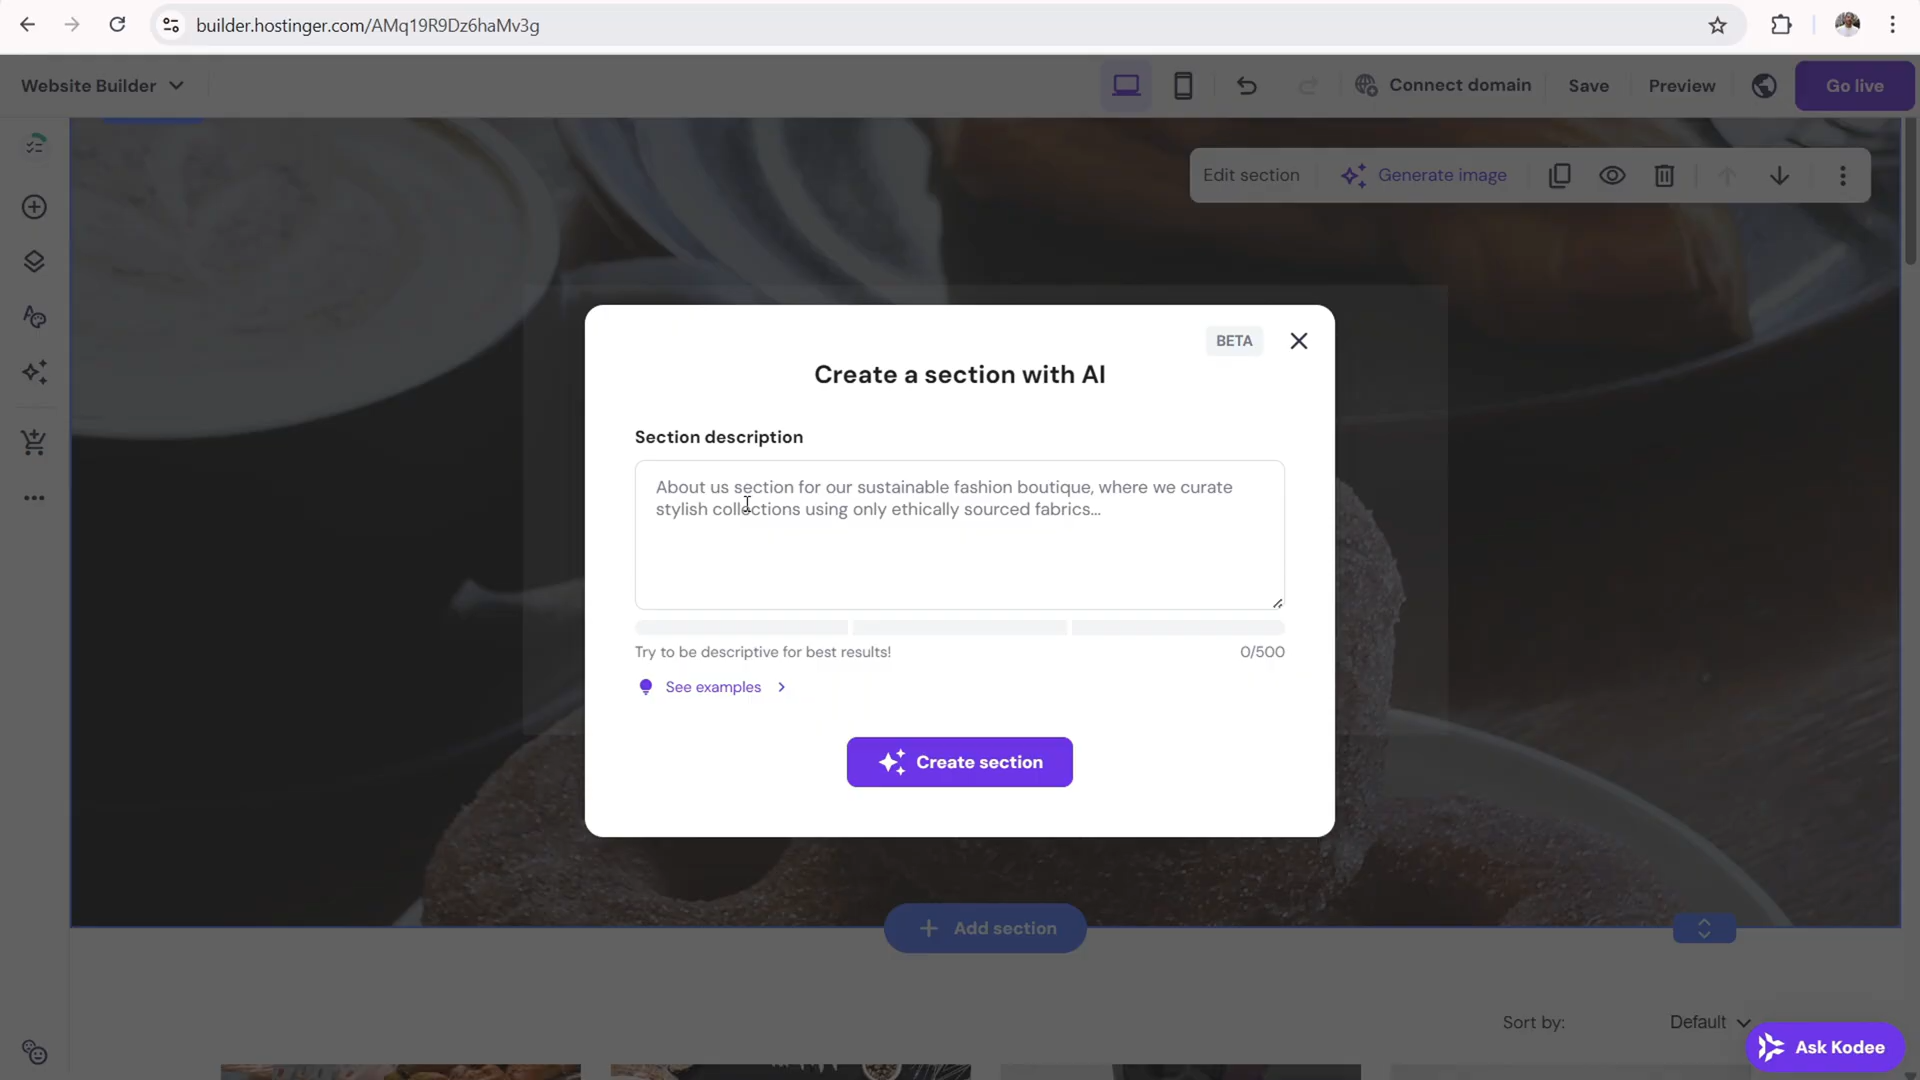 builder.hostinger.com/AMq19R9Dz6haMv3g
Website Builder
Connect domain
Save
Preview
Go live
Edit section
Generate image
BETA
Create a section with AI
Section description
About us section for our sustainable fashion boutique, where we curate
stylish collections using only ethically sourced fabrics...
Try to be descriptive for best results!
0/500
See examples
Create section
Add section
Sort by:
Default
Ask Kodee